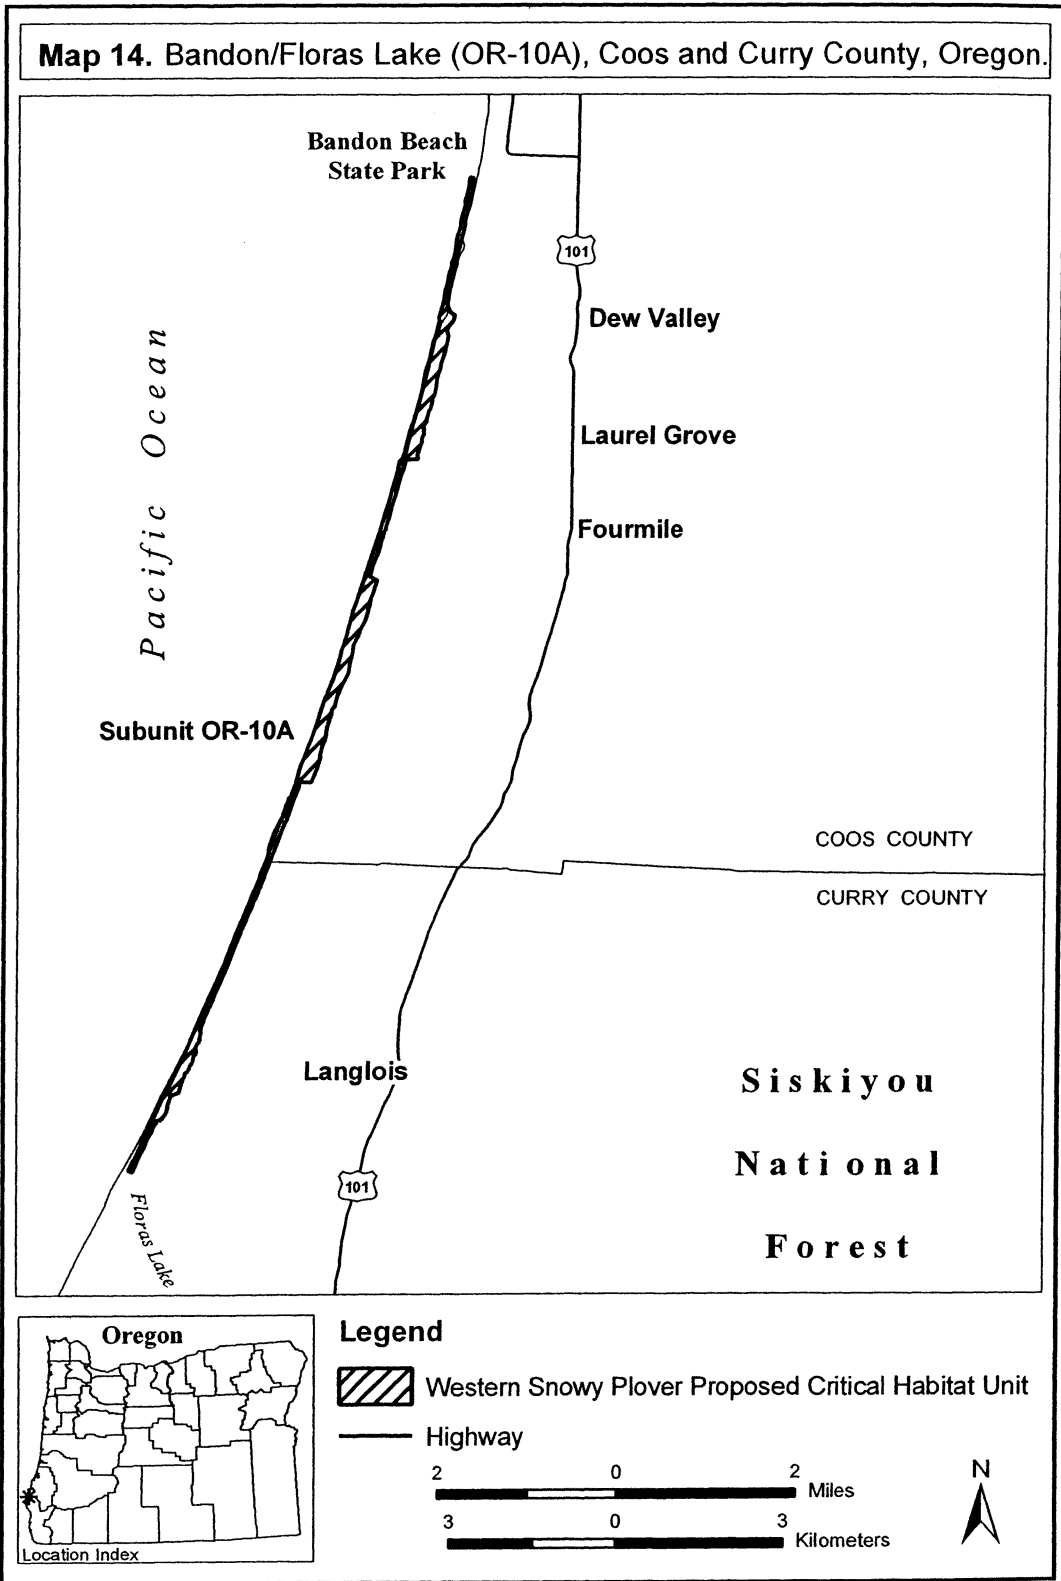 Map 14. Bandon/Floras Lake (OR-10A), Coos and Curry County, Oregon.
Bandon Beach
State Park
101
Dew Valley
Laurel Grove
Fourmile
Pacific Ocean
Subunit OR-10A
COOS COUNTY
CURRY COUNTY
Langlois
Siskiyou
National
Forest
101
Floras Lake
Oregon
Location Index
Legend
Western Snowy Plover Proposed Critical Habitat Unit
Highway
2 0 2
Miles
3 0 3
Kilometers
N